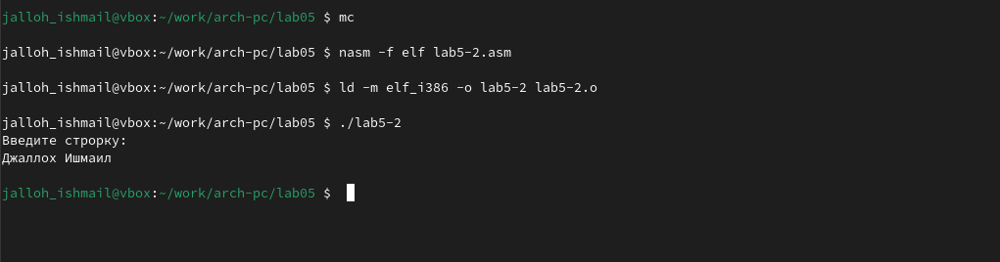 jalloh_ishmail@vbox:~/work/arch-pc/lab05 $ mc
jalloh_ishmail@vbox:~/work/arch-pc/lab05 $ nasm -f elf lab5-2.asm
jalloh_ishmail@vbox:~/work/arch-pc/lab05 $ ld -m elf_i386 -o lab5-2 lab5-2.o
jalloh_ishmail@vbox:~/work/arch-pc/lab05 $ ./lab5-2
Введите строрку:
Джаллох Ишмаил
jalloh_ishmail@vbox:~/work/arch-pc/lab05 $